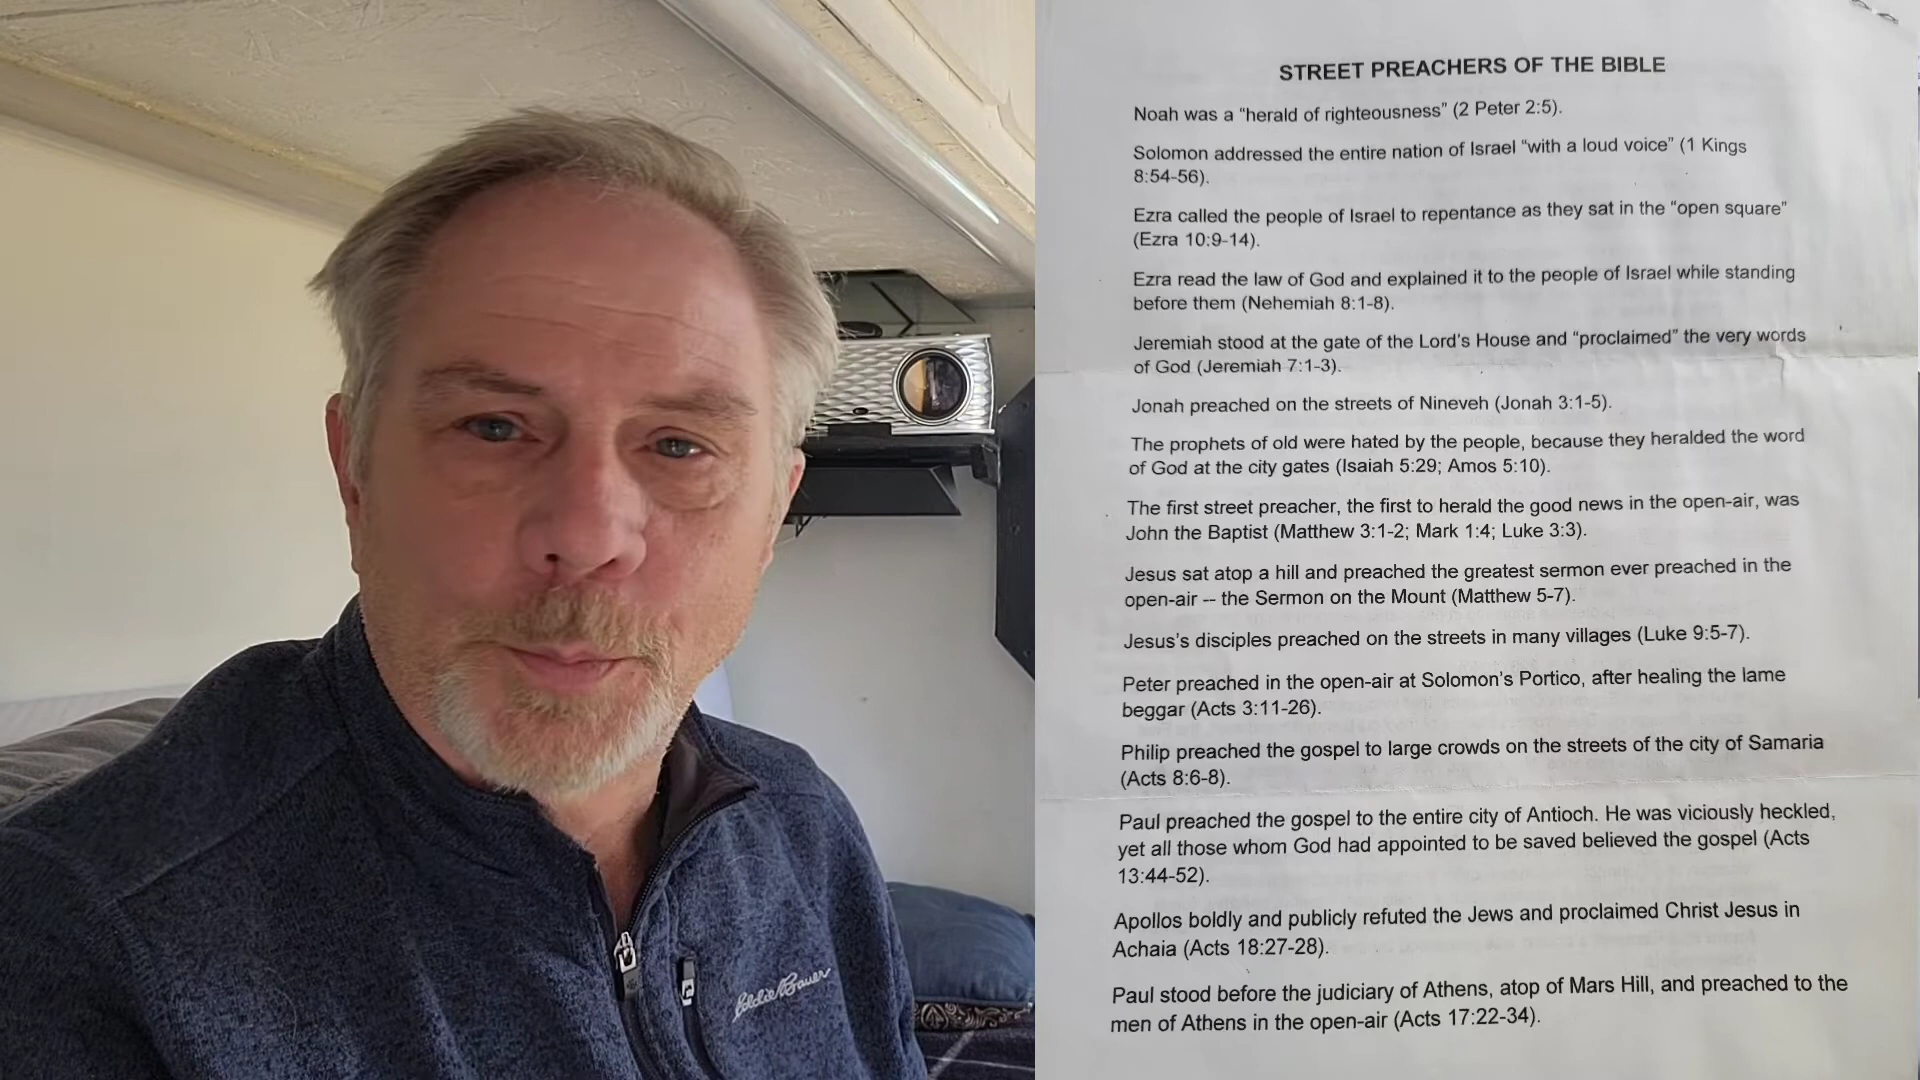 Eddie Bauer
STREET PREACHERS OF THE BIBLE
Noah was a “herald of righteousness” (2 Peter 2:5).
Solomon addressed the entire nation of Israel “with a loud voice” (1 Kings
8:54-56).
Ezra called the people of Israel to repentance as they sat in the “open square”
(Ezra 10:9-14).
Ezra read the law of God and explained it to the people of Israel while standing
before them (Nehemiah 8:1-8).
Jeremiah stood at the gate of the Lord’s House and “proclaimed” the very words
of God (Jeremiah 7:1-3).
Jonah preached on the streets of Nineveh (Jonah 3:1-5).
The prophets of old were hated by the people, because they heralded the word
of God at the city gates (Isaiah 5:29; Amos 5:10).
The first street preacher, the first to herald the good news in the open-air, was
John the Baptist (Matthew 3:1-2; Mark 1:4; Luke 3:3).
Jesus sat atop a hill and preached the greatest sermon ever preached in the
open-air -- the Sermon on the Mount (Matthew 5-7).
Jesus’s disciples preached on the streets in many villages (Luke 9:5-7).
Peter preached in the open-air at Solomon’s Portico, after healing the lame
beggar (Acts 3:11-26).
Philip preached the gospel to large crowds on the streets of the city of Samaria
(Acts 8:6-8).
Paul preached the gospel to the entire city of Antioch. He was viciously heckled,
yet all those whom God had appointed to be saved believed the gospel (Acts
13:44-52).
Apollos boldly and publicly refuted the Jews and proclaimed Christ Jesus in
Achaia (Acts 18:27-28).
Paul stood before the judiciary of Athens, atop of Mars Hill, and preached to the
men of Athens in the open-air (Acts 17:22-34).